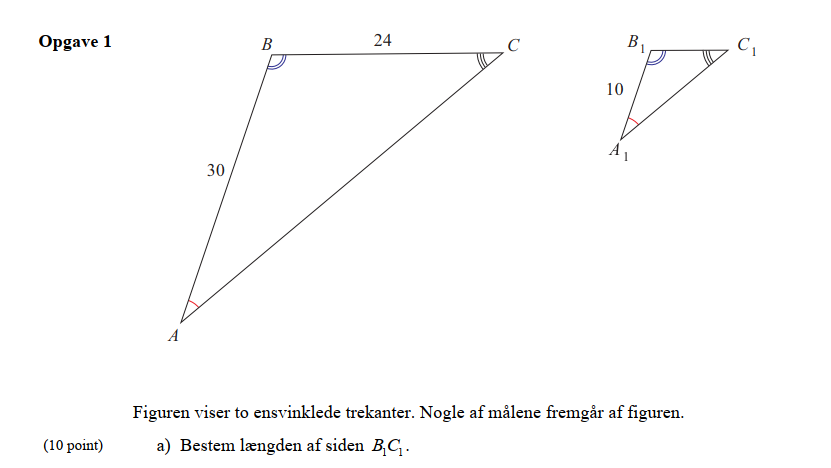 Opgave 1
B
24
C
30
A
B₁
C₁
10
A₁
Figuren viser to ensvinklede trekanter. Nogle af målene fremgår af figuren.
(10 point) a) Bestem længden af siden B₁C₁.